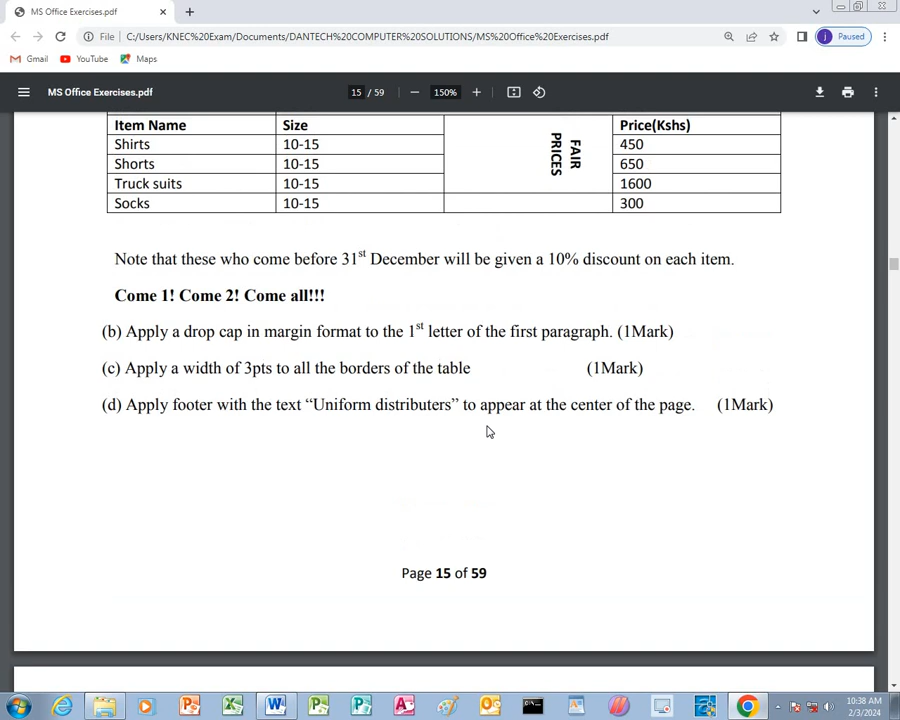 MS Office Exercises.pdf
File C:/Users/KNEC%20Exam/Documents/DANTECH%20COMPUTER%20SOLUTIONS/MS%20Office%20Exercises.pdf
j Paused
Gmail YouTube Maps
MS Office Exercises.pdf 15 / 59 150%
Item Name Size Price(Kshs)
Shirts 10-15 450
Shorts 10-15 650
Truck suits 10-15 1600
Socks 10-15 300
FAIR
PRICES
Note that these who come before 31st December will be given a 10% discount on each item.
Come 1! Come 2! Come all!!!
(b) Apply a drop cap in margin format to the 1st letter of the first paragraph. (1Mark)
(c) Apply a width of 3pts to all the borders of the table (1Mark)
(d) Apply footer with the text “Uniform distributers” to appear at the center of the page. (1Mark)
Page 15 of 59
10:38 AM
2/3/2024